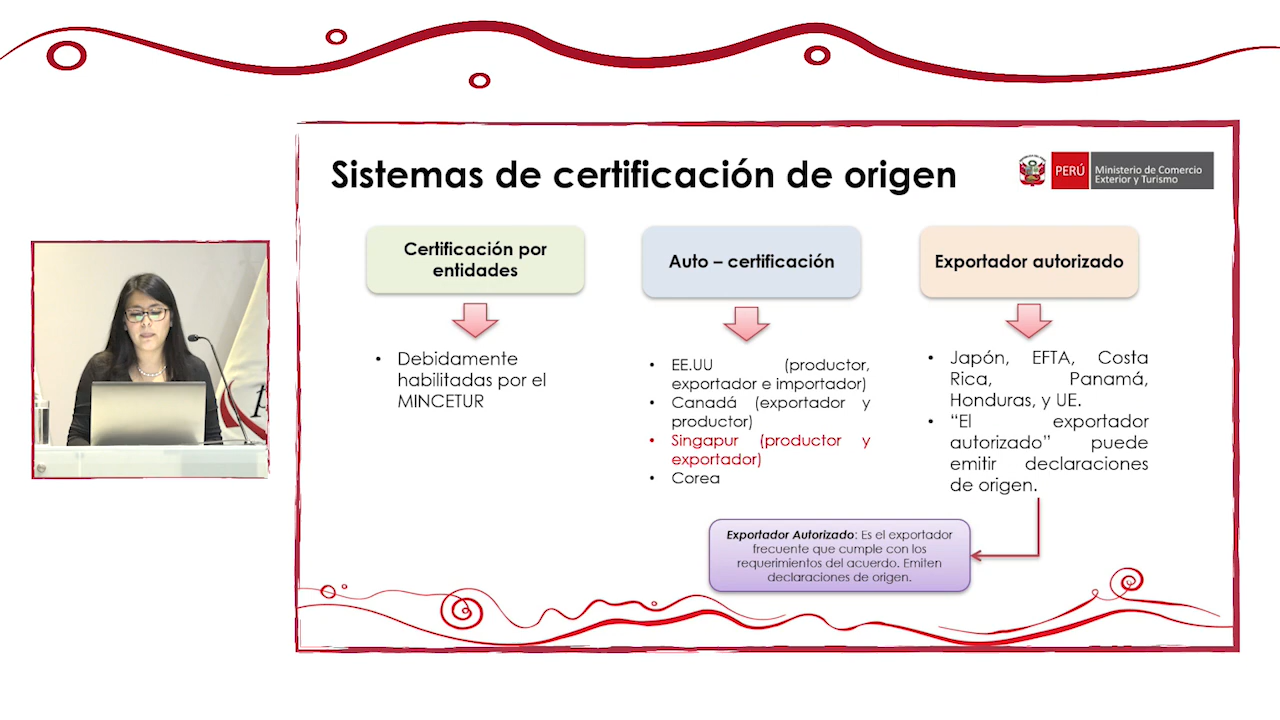 Sistemas de certificación de origen
PERÚ
Ministerio de Comercio
Exterior y Turismo
Certificación por
entidades
• Debidamente
habilitadas por el
MINCETUR
Auto – certificación
• EE.UU (productor,
exportador e importador)
• Canadá (exportador y
productor)
• Singapur (productor y
exportador)
• Corea
Exportador autorizado
• Japón, EFTA, Costa
Rica, Panamá,
Honduras, y UE.
• “El exportador
autorizado” puede
emitir declaraciones
de origen.
Exportador Autorizado: Es el exportador
frecuente que cumple con los
requerimientos del acuerdo. Emiten
declaraciones de origen.